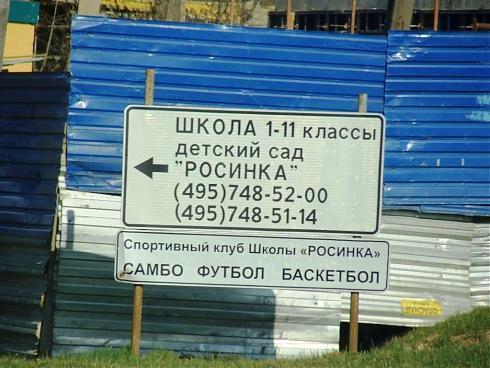 ШКОЛА 1-11 классы
детский сад
"РОСИНКА"
(495)748-52-00
(495)748-51-14
Спортивный клуб Школы «РОСИНКА»
САМБО ФУТБОЛ БАСКЕТБОЛ